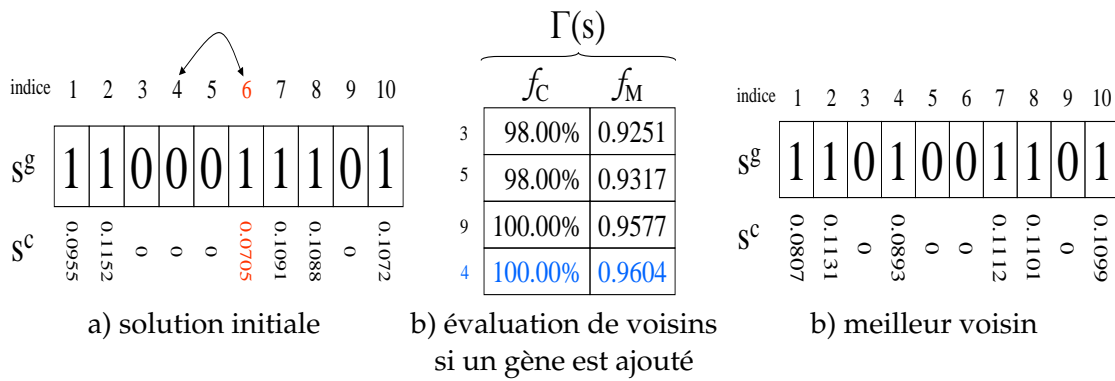 Γ(s)
indice 1 2 3 4 5 6 7 8 9 10
s^g 1 1 0 0 0 1 1 1 0 1
s^c 0.0955 0.1152 0 0 0 0.0705 0.1091 0.1088 0 0.1072
a) solution initiale
f_C f_M
3 98.00% 0.9251
5 98.00% 0.9317
9 100.00% 0.9577
4 100.00% 0.9604
b) évaluation de voisins
si un gène est ajouté
indice 1 2 3 4 5 6 7 8 9 10
s^g 1 1 0 1 0 0 1 1 0 1
s^c 0.0807 0.1131 0 0.0893 0 0 0.1112 0.1101 0 0.1099
b) meilleur voisin